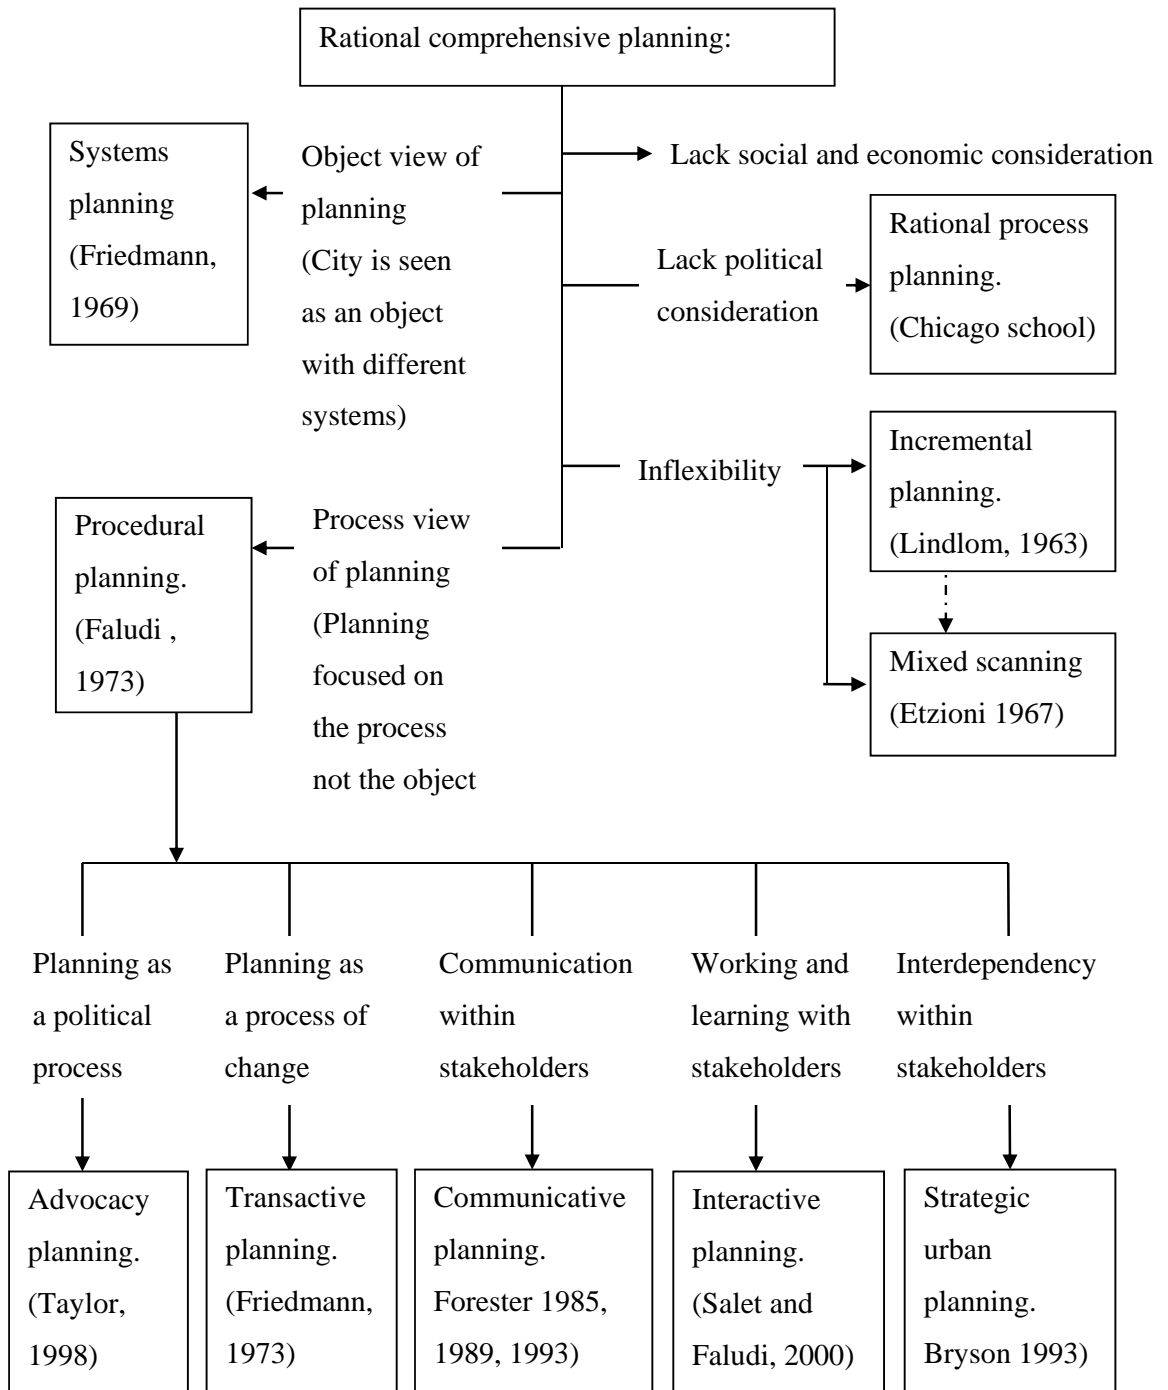 Rational comprehensive planning:
Systems
planning
(Friedmann,
1969)
Object view of
planning
(City is seen
as an object
with different
systems)
Lack social and economic consideration
Lack political
consideration
Rational process
planning.
(Chicago school)
Inflexibility
Incremental
planning.
(Lindlom, 1963)
Mixed scanning
(Etzioni 1967)
Procedural
planning.
(Faludi ,
1973)
Process view
of planning
(Planning
focused on
the process
not the object
Planning as
a political
process
Planning as
a process of
change
Communication
within
stakeholders
Working and
learning with
stakeholders
Interdependency
within
stakeholders
Advocacy
planning.
(Taylor,
1998)
Transactive
planning.
(Friedmann,
1973)
Communicative
planning.
Forester 1985,
1989, 1993)
Interactive
planning.
(Salet and
Faludi, 2000)
Strategic
urban
planning.
Bryson 1993)